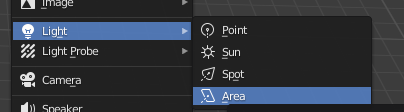 Image
Light
Light Probe
Camera
Speaker
Point
Sun
Spot
Area